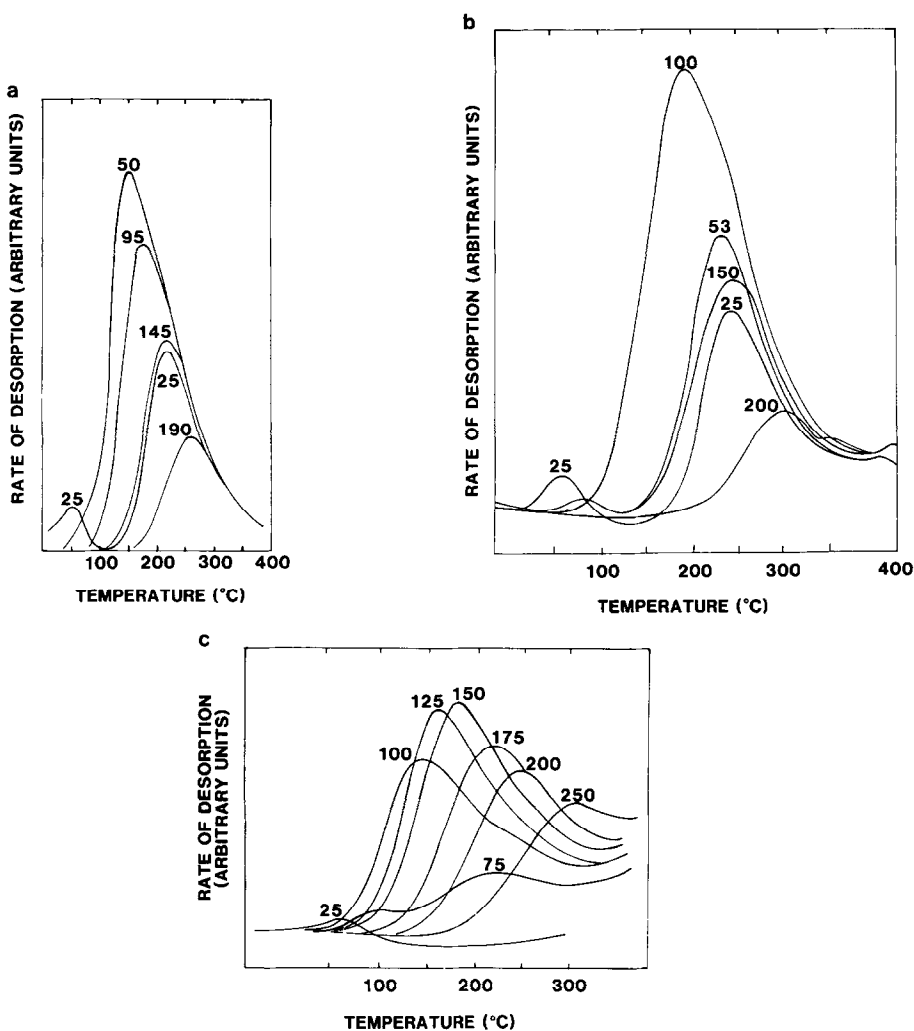 a
RATE OF DESORPTION (ARBITRARY UNITS)
50
95
145
25
190
25
100 200 300 400
TEMPERATURE (°C)
b
RATE OF DESORPTION (ARBITRARY UNITS)
100
53
150
25
200
25
100 200 300 400
TEMPERATURE (°C)
c
RATE OF DESORPTION
(ARBITRARY UNITS)
125 150
100 175
200
250
75
25
100 200 300
TEMPERATURE (°C)